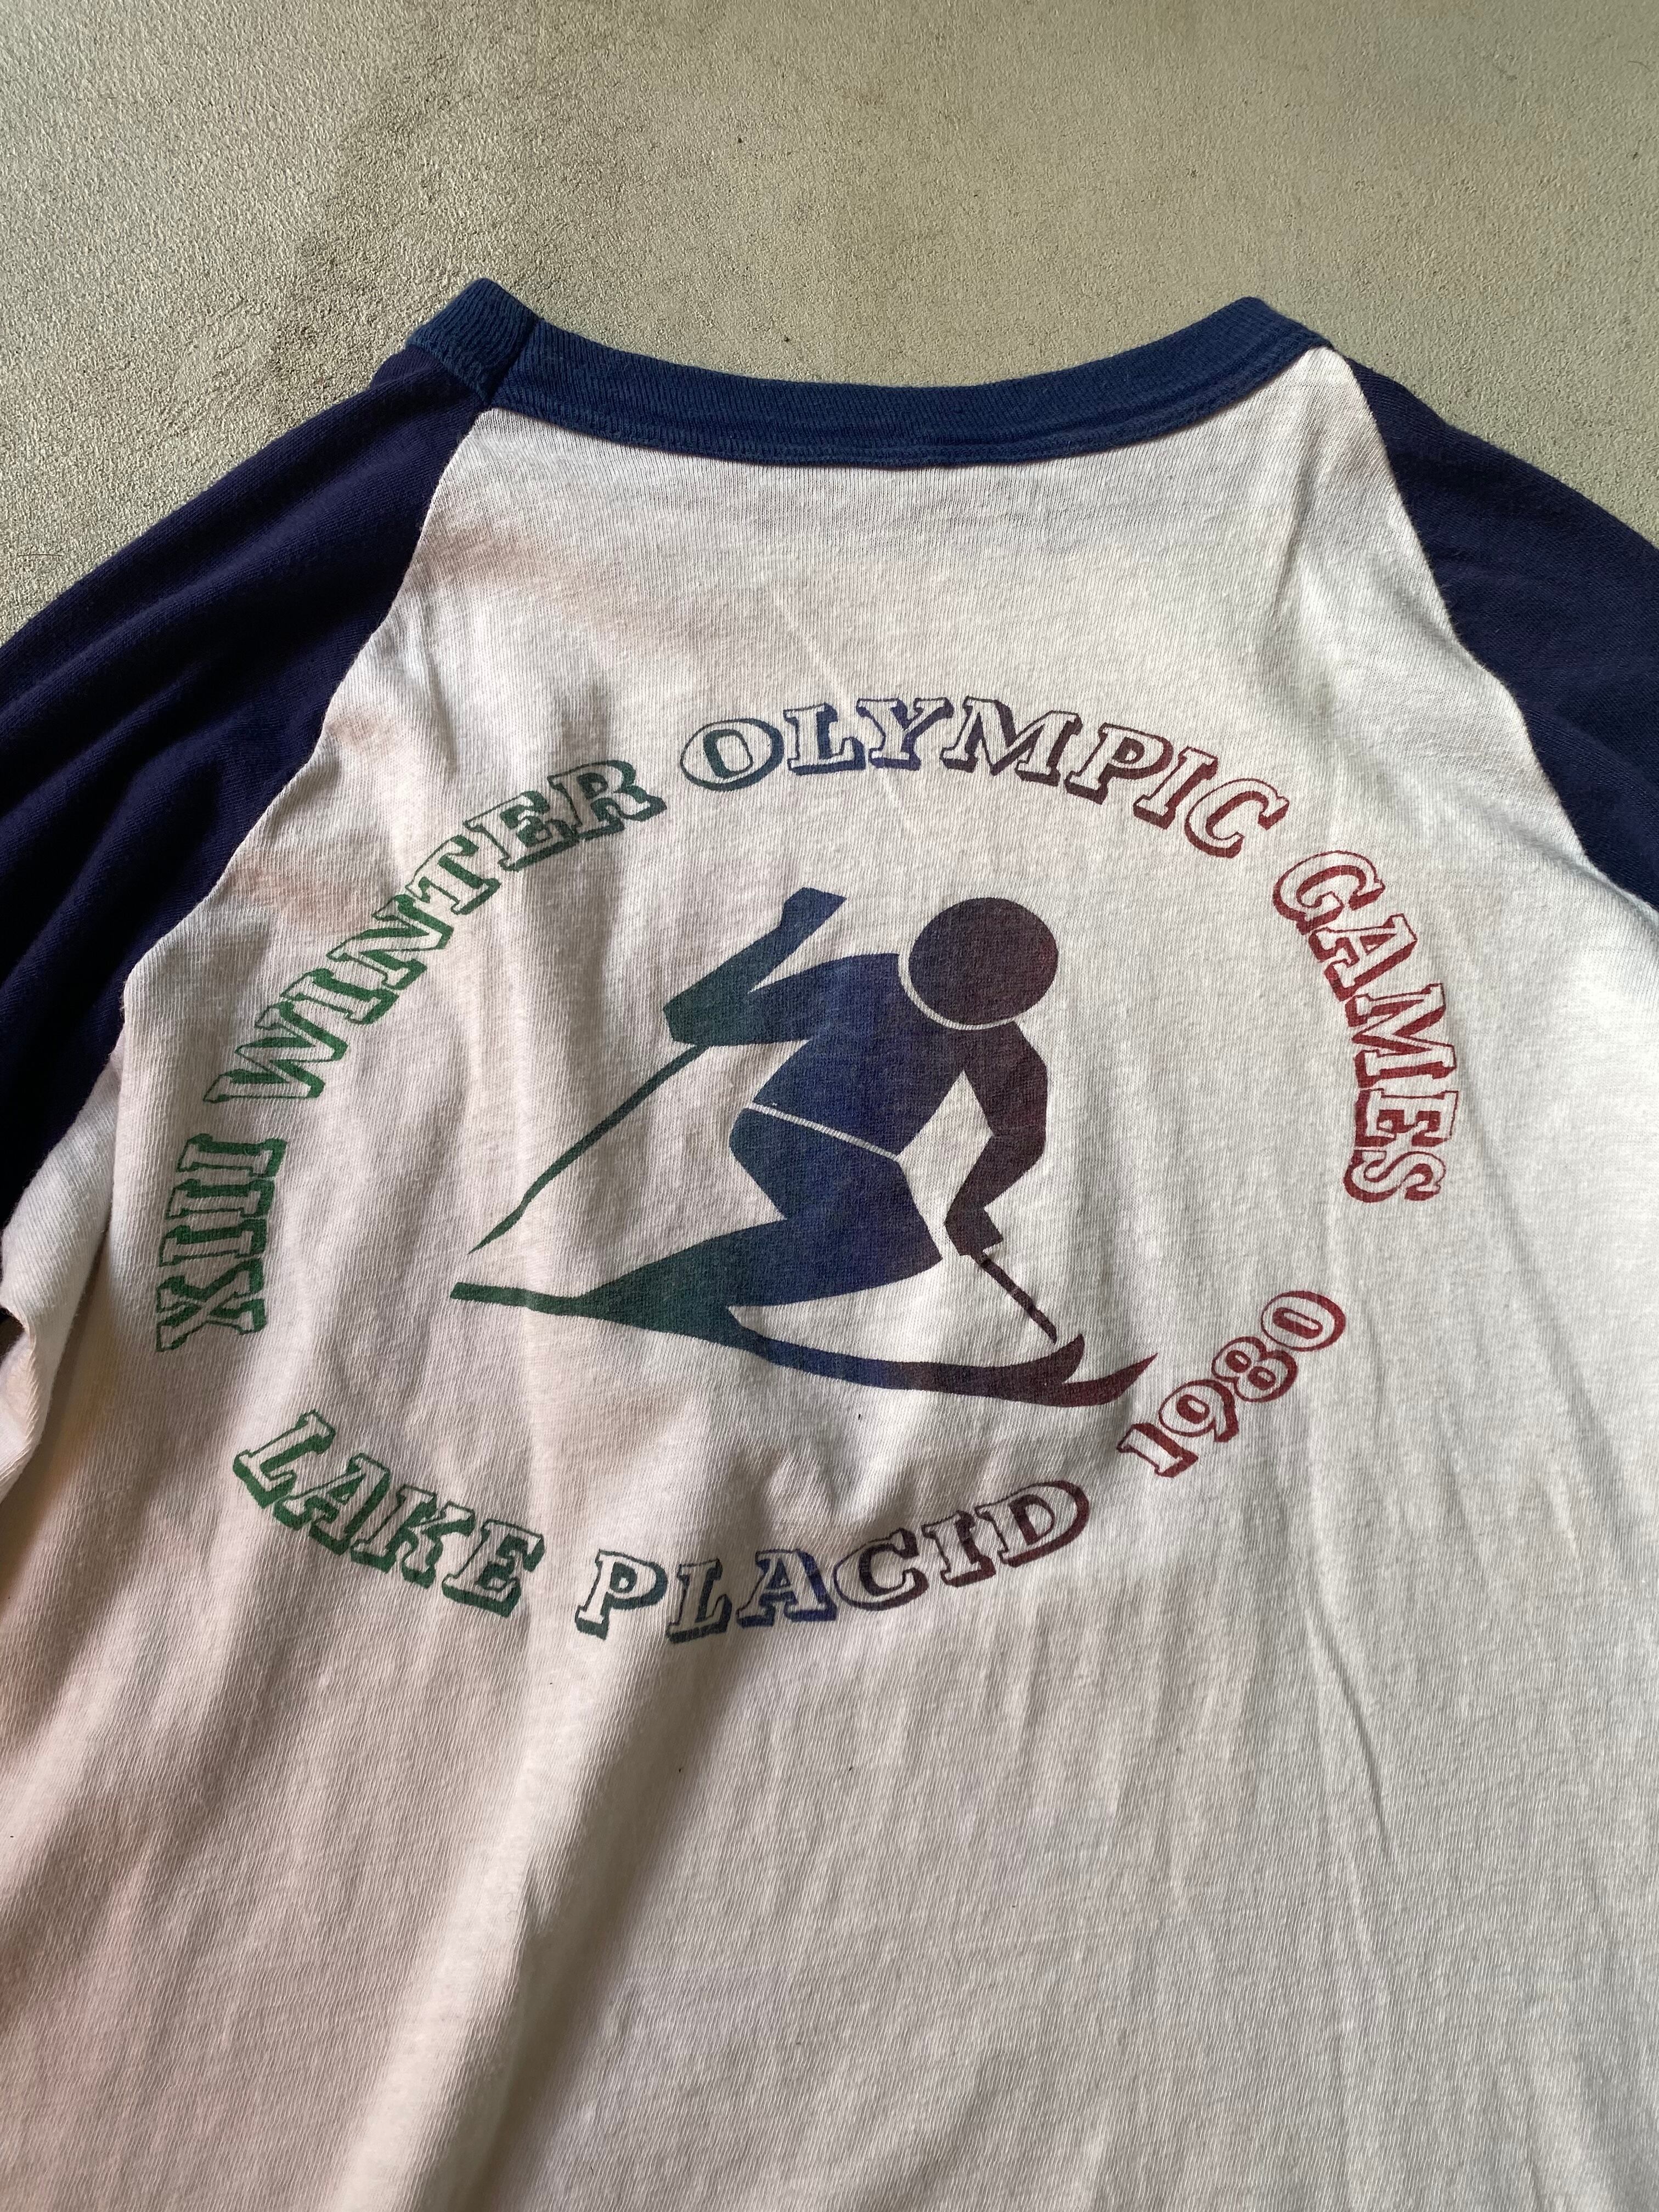 XIII WINTER OLYMPIC GAMES
LAKE PLACID 1980